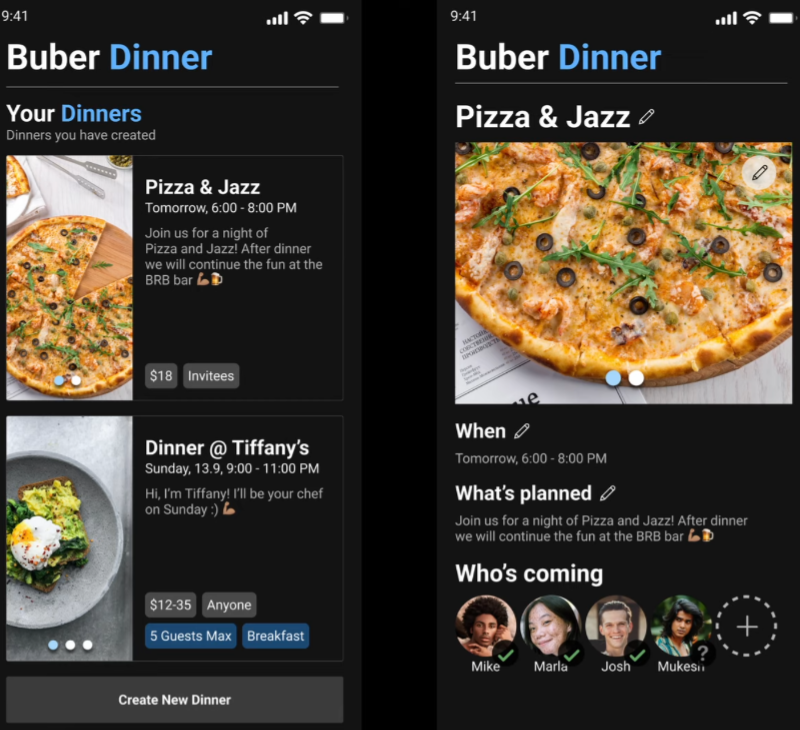 9:41
Buber Dinner
Your Dinners
Dinners you have created
Pizza & Jazz
Tomorrow, 6:00 - 8:00 PM
Join us for a night of
Pizza and Jazz! After dinner
we will continue the fun at the
BRB bar 💪🏽🍺
$18
Invitees
Dinner @ Tiffany's
Sunday, 13.9, 9:00 - 11:00 PM
Hi, I'm Tiffany! I'll be your chef
on Sunday :) 💪🏽
$12-35
Anyone
5 Guests Max
Breakfast
Create New Dinner
9:41
Buber Dinner
Pizza & Jazz
НАСТОЯЩ
СОБСТВЕННО
ПРОИЗВОДС
ue
When
Tomorrow, 6:00 - 8:00 PM
What's planned
Join us for a night of Pizza and Jazz! After dinner
we will continue the fun at the BRB bar 💪🏽🍺
Who's coming
Mike
Marla
Josh
?
Mukesh
+